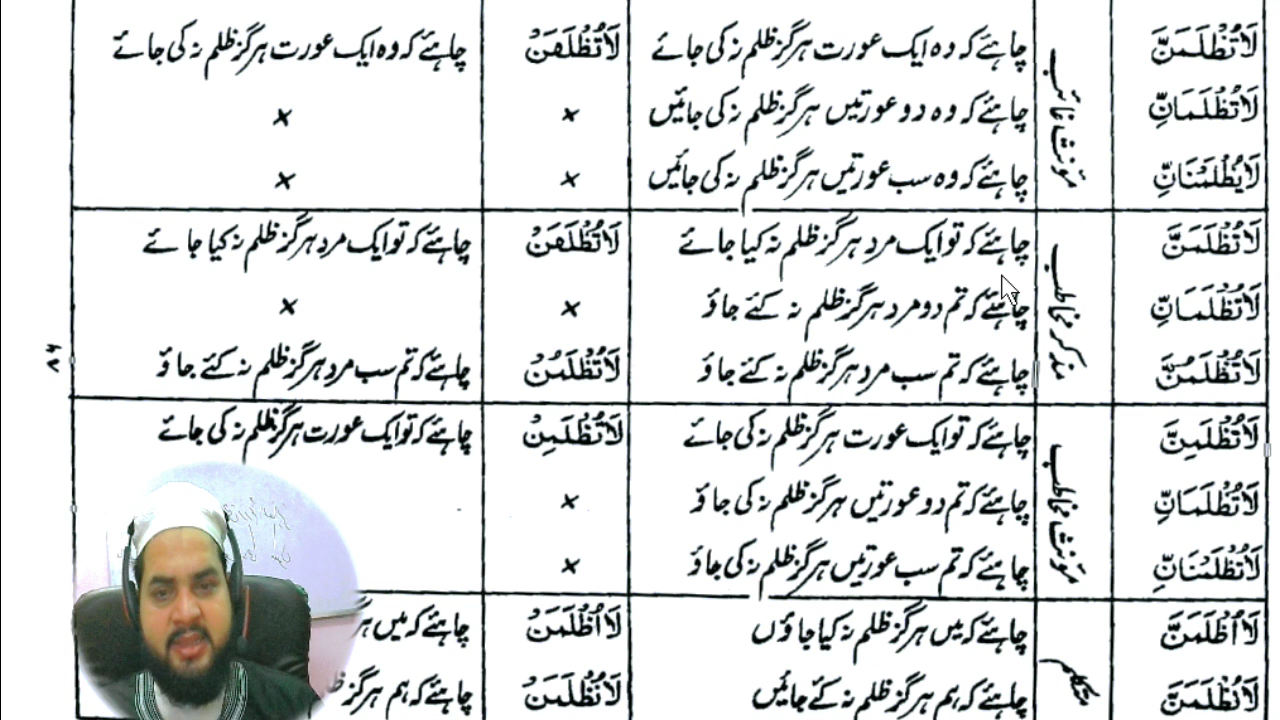 لَاتُظْلَمَنَّ چاہئے کہ وہ ایک عورت ہرگز ظلم نہ کی جائے لَاتُظْلَمَنْ چاہئے کہ وہ ایک عورت ہرگز ظلم نہ کی جائے
لَاتُظْلَمَانِّ چاہئے کہ وہ دو عورتیں ہرگز ظلم نہ کی جائیں × ×
لَایُظْلَمْنَانِّ چاہئے کہ وہ سب عورتیں ہرگز ظلم نہ کی جائیں × ×
مؤنث غائب
لَاتُظْلَمَنَّ چاہئے کہ تو ایک مرد ہرگز ظلم نہ کیا جائے لَاتُظْلَمَنْ چاہئے کہ تو ایک مرد ہرگز ظلم نہ کیا جائے
لَاتُظْلَمَانِّ چاہئے کہ تم دو مرد ہرگز ظلم نہ کئے جاؤ × ×
لَاتُظْلَمُنَّ چاہئے کہ تم سب مرد ہرگز ظلم نہ کئے جاؤ لَاتُظْلَمُنْ چاہئے کہ تم سب مرد ہرگز ظلم نہ کئے جاؤ
مذکر مخاطب
لَاتُظْلَمِنَّ چاہئے کہ تو ایک عورت ہرگز ظلم نہ کی جائے لَاتُظْلَمِنْ چاہئے کہ تو ایک عورت ہرگز ظلم نہ کی جائے
لَاتُظْلَمَانِّ چاہئے کہ تم دو عورتیں ہرگز ظلم نہ کی جاؤ ×
لَاتُظْلَمْنَانِّ چاہئے کہ تم سب عورتیں ہرگز ظلم نہ کی جاؤ ×
مؤنث مخاطب
لَااُظْلَمَنَّ چاہئے کہ میں ہرگز ظلم نہ کیا جاؤں لَااُظْلَمَنْ چاہئے کہ میں
لَانُظْلَمَنَّ چاہئے کہ ہم ہرگز ظلم نہ کئے جائیں لَانُظْلَمَنْ چاہئے کہ ہم ہرگز
متکلم